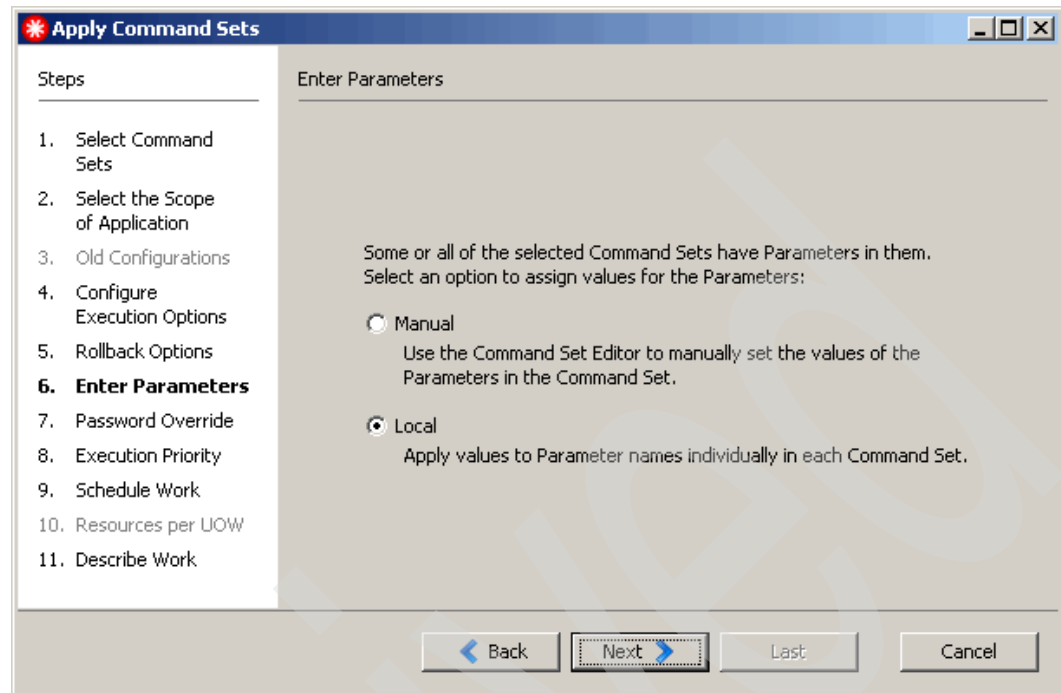 Apply Command Sets
Steps
1. Select Command
Sets
2. Select the Scope
of Application
3. Old Configurations
4. Configure
Execution Options
5. Rollback Options
6. Enter Parameters
7. Password Override
8. Execution Priority
9. Schedule Work
10. Resources per UOW
11. Describe Work
Enter Parameters
Some or all of the selected Command Sets have Parameters in them.
Select an option to assign values for the Parameters:
Manual
Use the Command Set Editor to manually set the values of the
Parameters in the Command Set.
Local
Apply values to Parameter names individually in each Command Set.
Back
Next
Last
Cancel